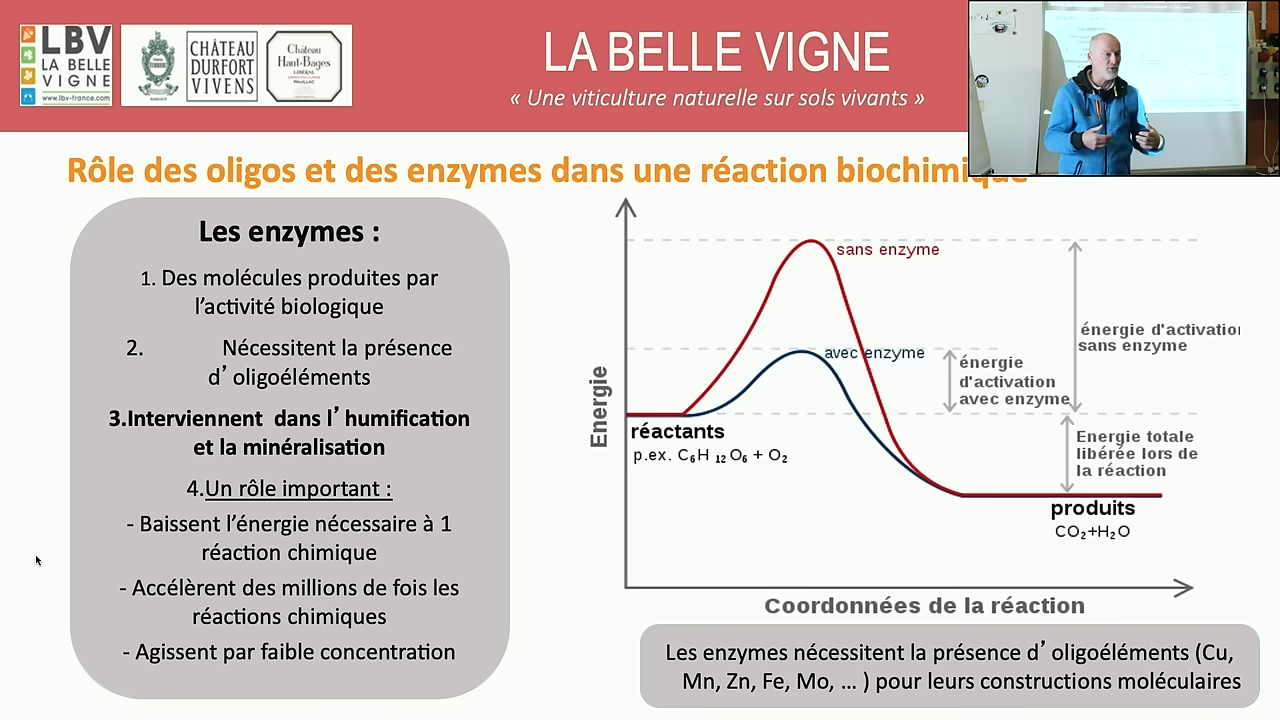 LBV
LA BELLE
VIGNE
www.lbv-france.com
CHÂTEAU
DURFORT
VIVENS
Château
Haut-Bages
LIBÉRAL
PAUILLAC
LA BELLE VIGNE
« Une viticulture naturelle sur sols vivants »
Rôle des oligos et des enzymes dans une réaction biochimique
Les enzymes :
1. Des molécules produites par
l’activité biologique
2. Nécessitent la présence
d’ oligoéléments
3.Interviennent dans l’ humification
et la minéralisation
4.Un rôle important :
- Baissent l’énergie nécessaire à 1
réaction chimique
- Accélèrent des millions de fois les
réactions chimiques
- Agissent par faible concentration
Energie
sans enzyme
avec enzyme
énergie d'activation
sans enzyme
énergie
d'activation
avec enzyme
réactants
p.ex. C₆H ₁₂ O₆ + O₂
Energie totale
libérée lors de
la réaction
produits
CO₂+H₂O
Coordonnées de la réaction
Les enzymes nécessitent la présence d’ oligoéléments (Cu,
Mn, Zn, Fe, Mo, … ) pour leurs constructions moléculaires